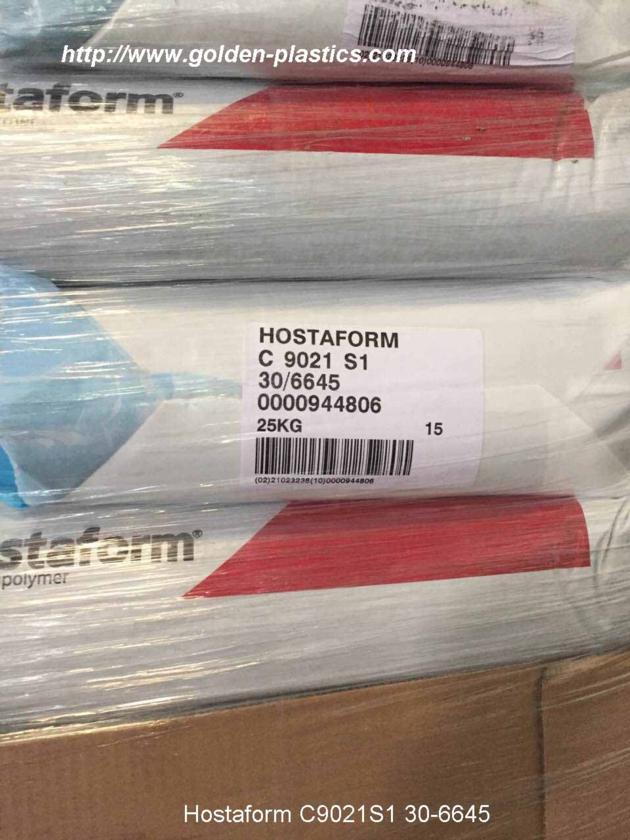 http://www.golden-plastics.com
staform®
HOSTAFORM
C 9021 S1
30/6645
0000944806
25KG 15
(02)21023236(10)0000944806
ostaform®
polymer
Hostaform C9021S1 30-6645